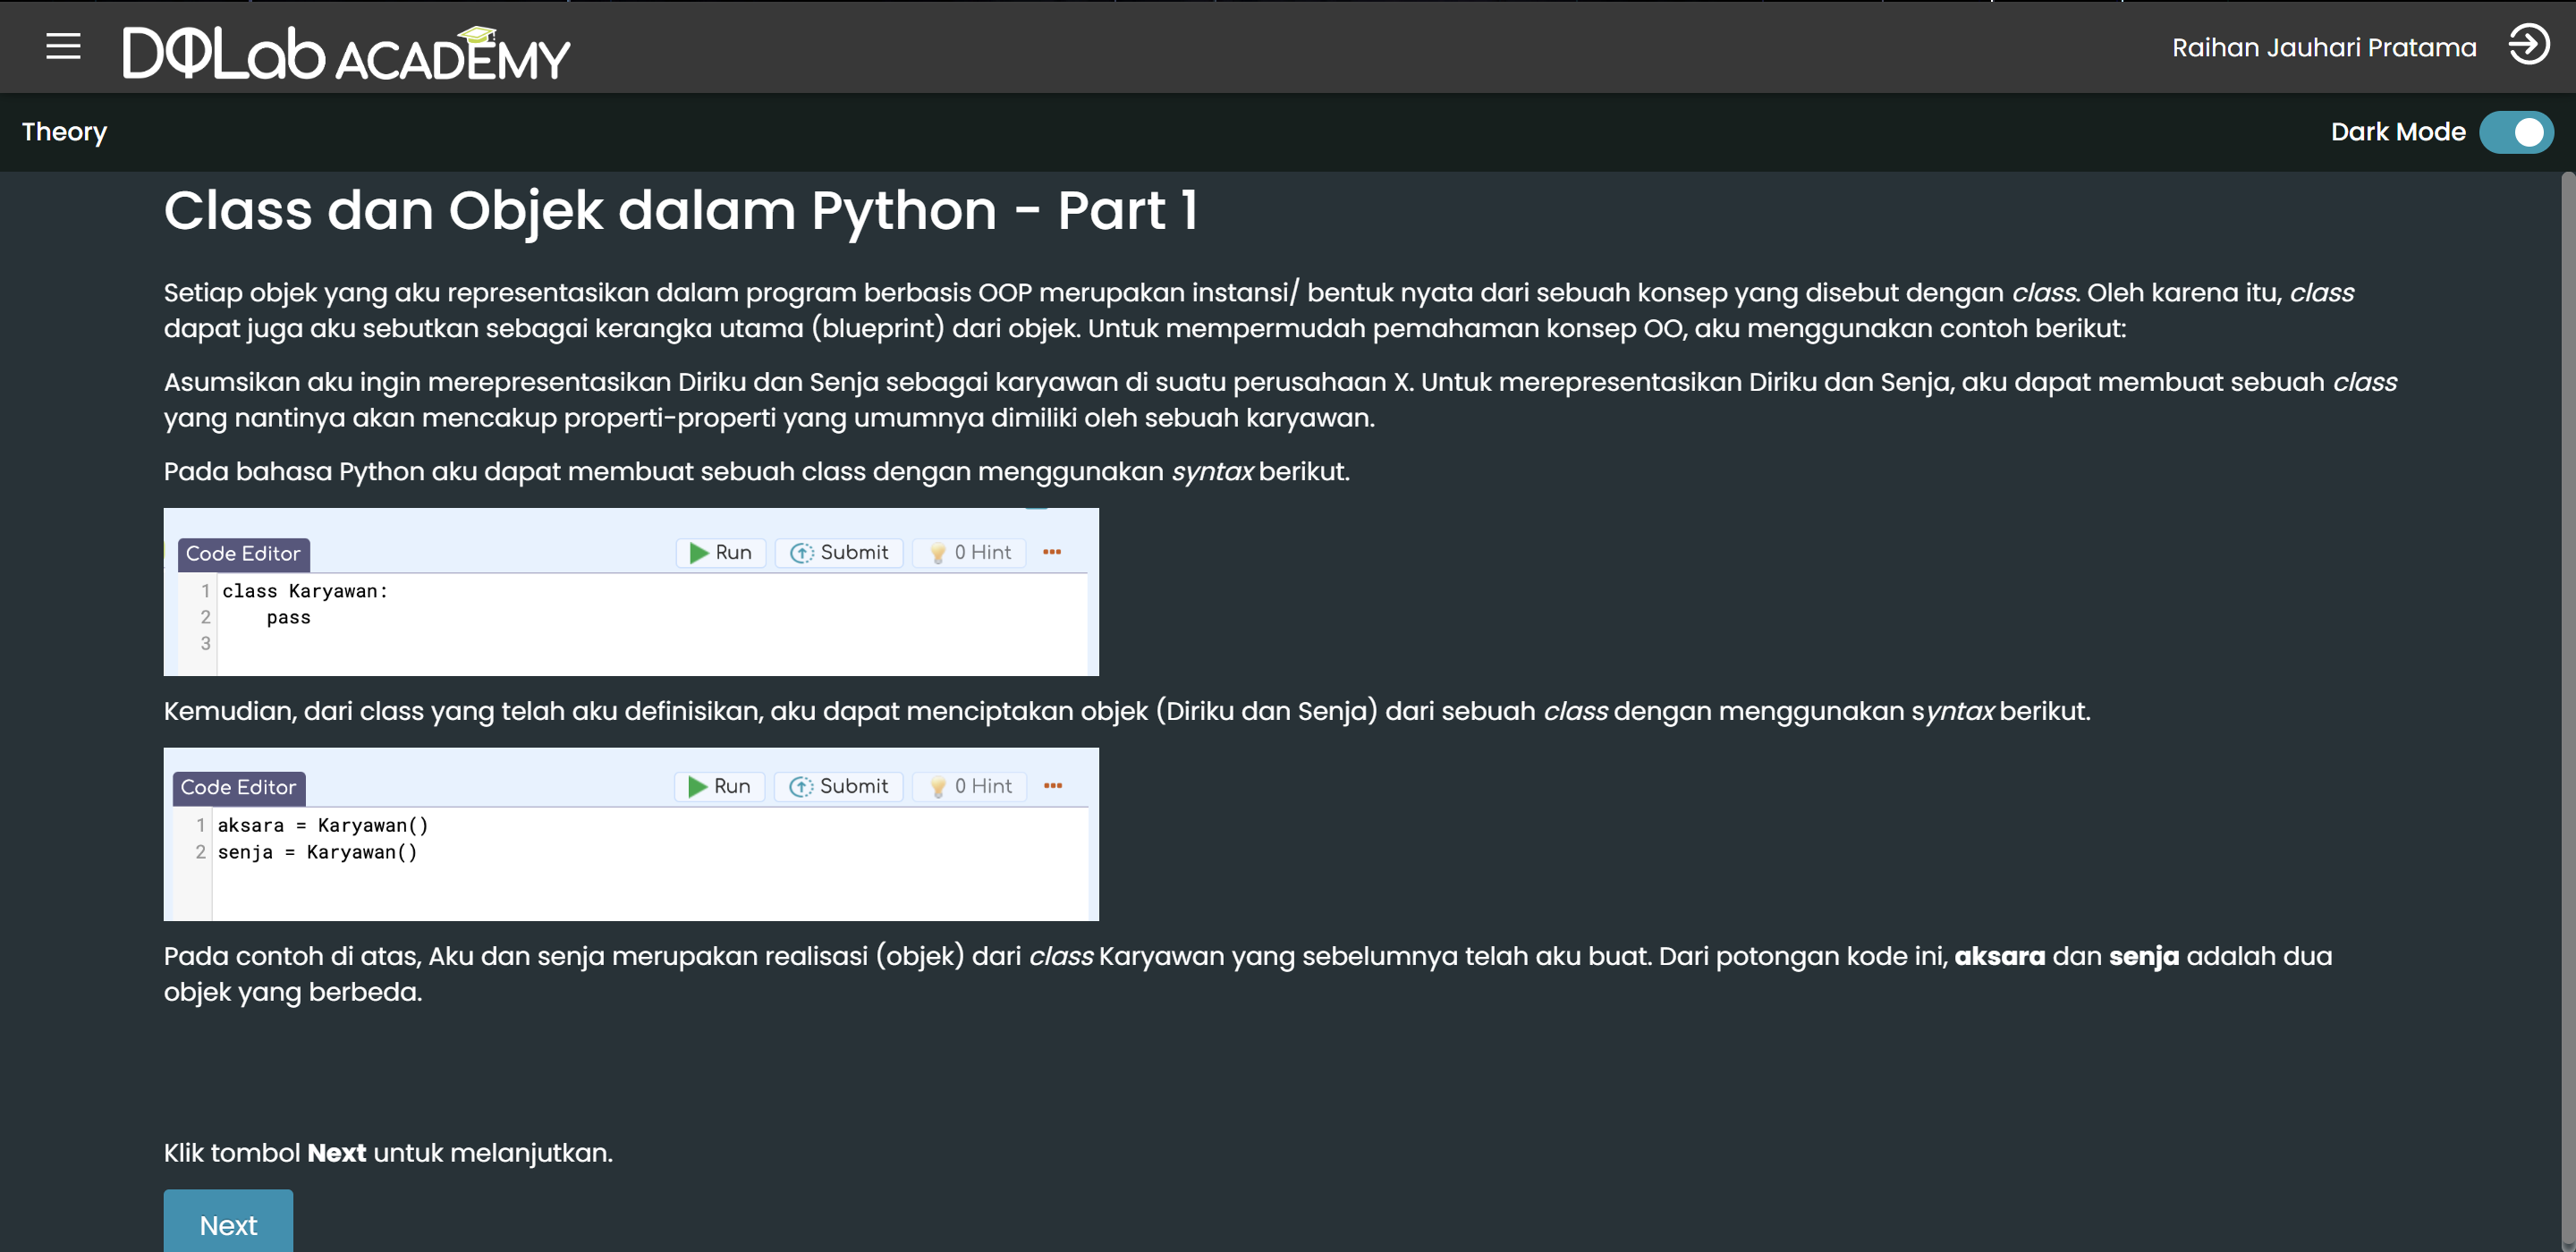 DQLab ACADEMY
Raihan Jauhari Pratama
Theory
Dark Mode
Class dan Objek dalam Python - Part 1
Setiap objek yang aku representasikan dalam program berbasis OOP merupakan instansi/ bentuk nyata dari sebuah konsep yang disebut dengan class. Oleh karena itu, class
dapat juga aku sebutkan sebagai kerangka utama (blueprint) dari objek. Untuk mempermudah pemahaman konsep OO, aku menggunakan contoh berikut:
Asumsikan aku ingin merepresentasikan Diriku dan Senja sebagai karyawan di suatu perusahaan X. Untuk merepresentasikan Diriku dan Senja, aku dapat membuat sebuah class
yang nantinya akan mencakup properti-properti yang umumnya dimiliki oleh sebuah karyawan.
Pada bahasa Python aku dapat membuat sebuah class dengan menggunakan syntax berikut.
Code Editor Run Submit 0 Hint
1 class Karyawan:
2     pass
3
Kemudian, dari class yang telah aku definisikan, aku dapat menciptakan objek (Diriku dan Senja) dari sebuah class dengan menggunakan syntax berikut.
Code Editor Run Submit 0 Hint
1 aksara = Karyawan()
2 senja = Karyawan()
Pada contoh di atas, Aku dan senja merupakan realisasi (objek) dari class Karyawan yang sebelumnya telah aku buat. Dari potongan kode ini, aksara dan senja adalah dua
objek yang berbeda.
Klik tombol Next untuk melanjutkan.
Next